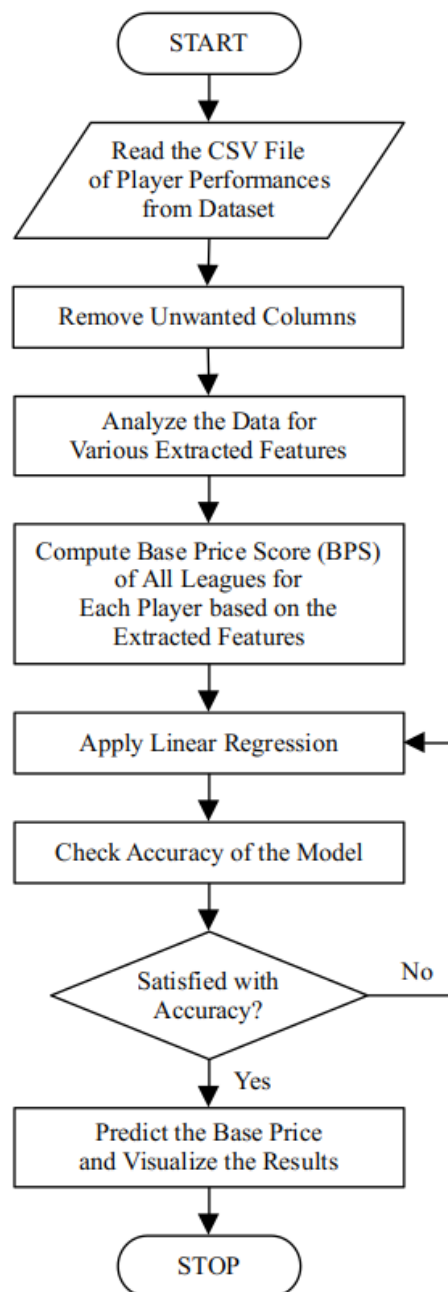 START
Read the CSV File
of Player Performances
from Dataset
Remove Unwanted Columns
Analyze the Data for
Various Extracted Features
Compute Base Price Score (BPS)
of All Leagues for
Each Player based on the
Extracted Features
Apply Linear Regression
Check Accuracy of the Model
Satisfied with
Accuracy?
No
Yes
Predict the Base Price
and Visualize the Results
STOP